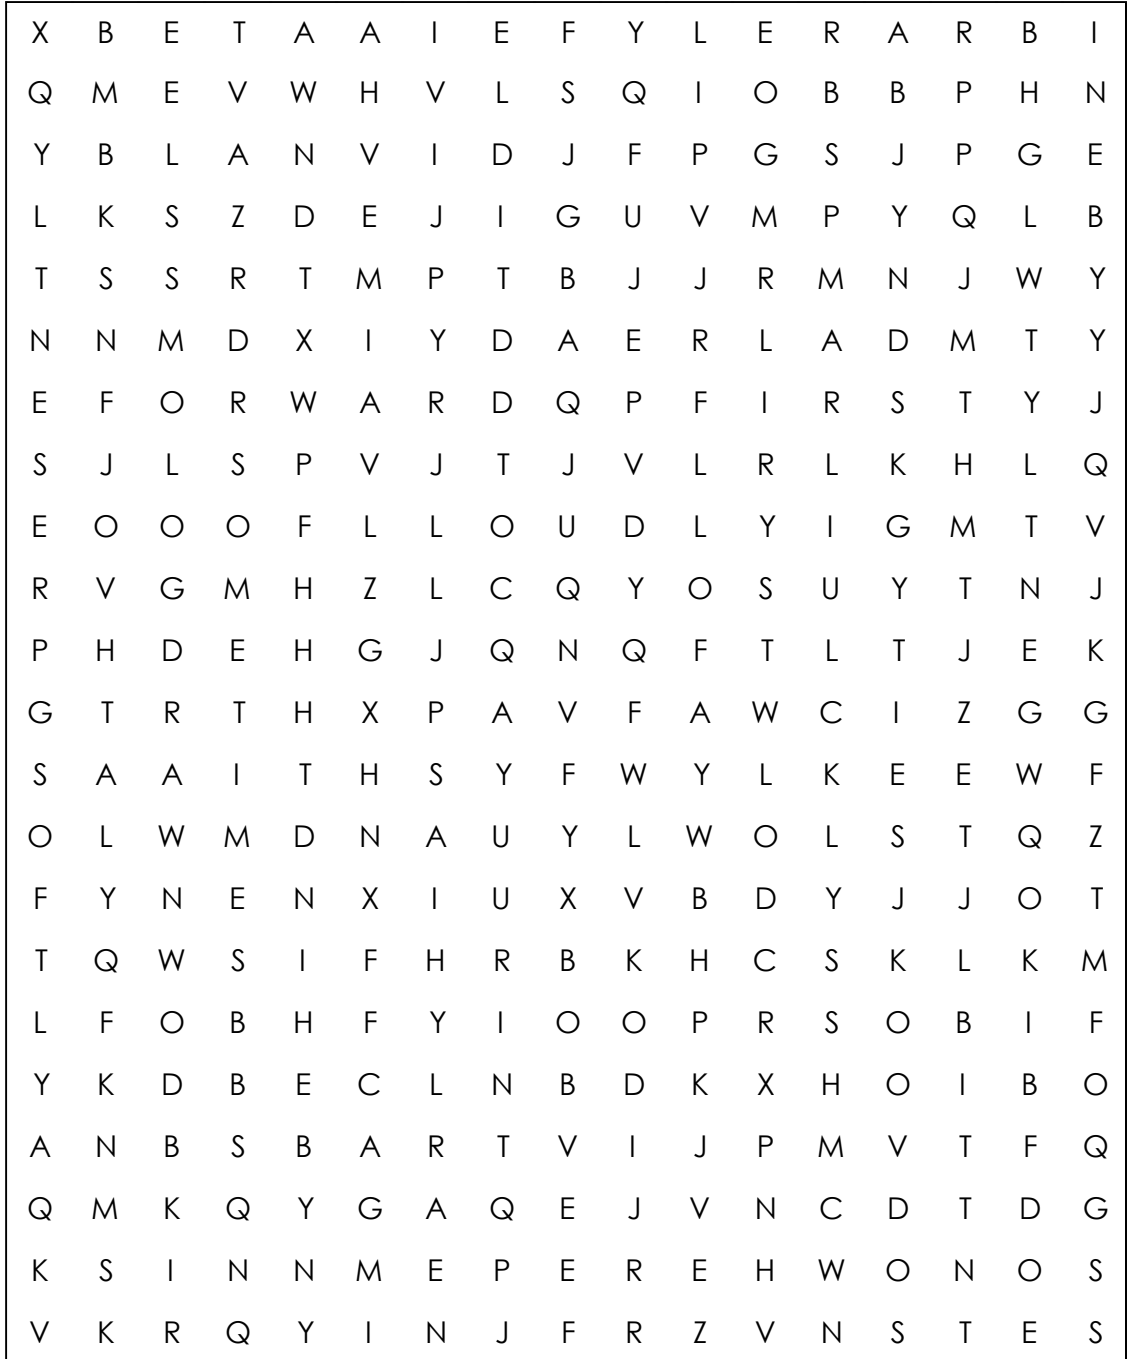 X B E T A A I E F Y L E R A R B I
Q M E V W H V L S Q I O B B P H N
Y B L A N V I D J F P G S J P G E
L K S Z D E J I G U V M P Y Q L B
T S S R T M P T B J J R M N J W Y
N N M D X I Y D A E R L A D M T Y
E F O R W A R D Q P F I R S T Y J
S J L S P V J T J V L R L K H L Q
E O O O F L L O U D L Y I G M T V
R V G M H Z L C Q Y O S U Y T N J
P H D E H G J Q N Q F T L T J E K
G T R T H X P A V F A W C I Z G G
S A A I T H S Y F W Y L K E E W F
O L W M D N A U Y L W O L S T Q Z
F Y N E N X I U X V B D Y J J O T
T Q W S I F H R B K H C S K L K M
L F O B H F Y I O O P R S O B I F
Y K D B E C L N B D K X H O I B O
A N B S B A R T V I J P M V T F Q
Q M K Q Y G A Q E J V N C D T D G
K S I N N M E P E R E H W O N O S
V K R Q Y I N J F R Z V N S T E S